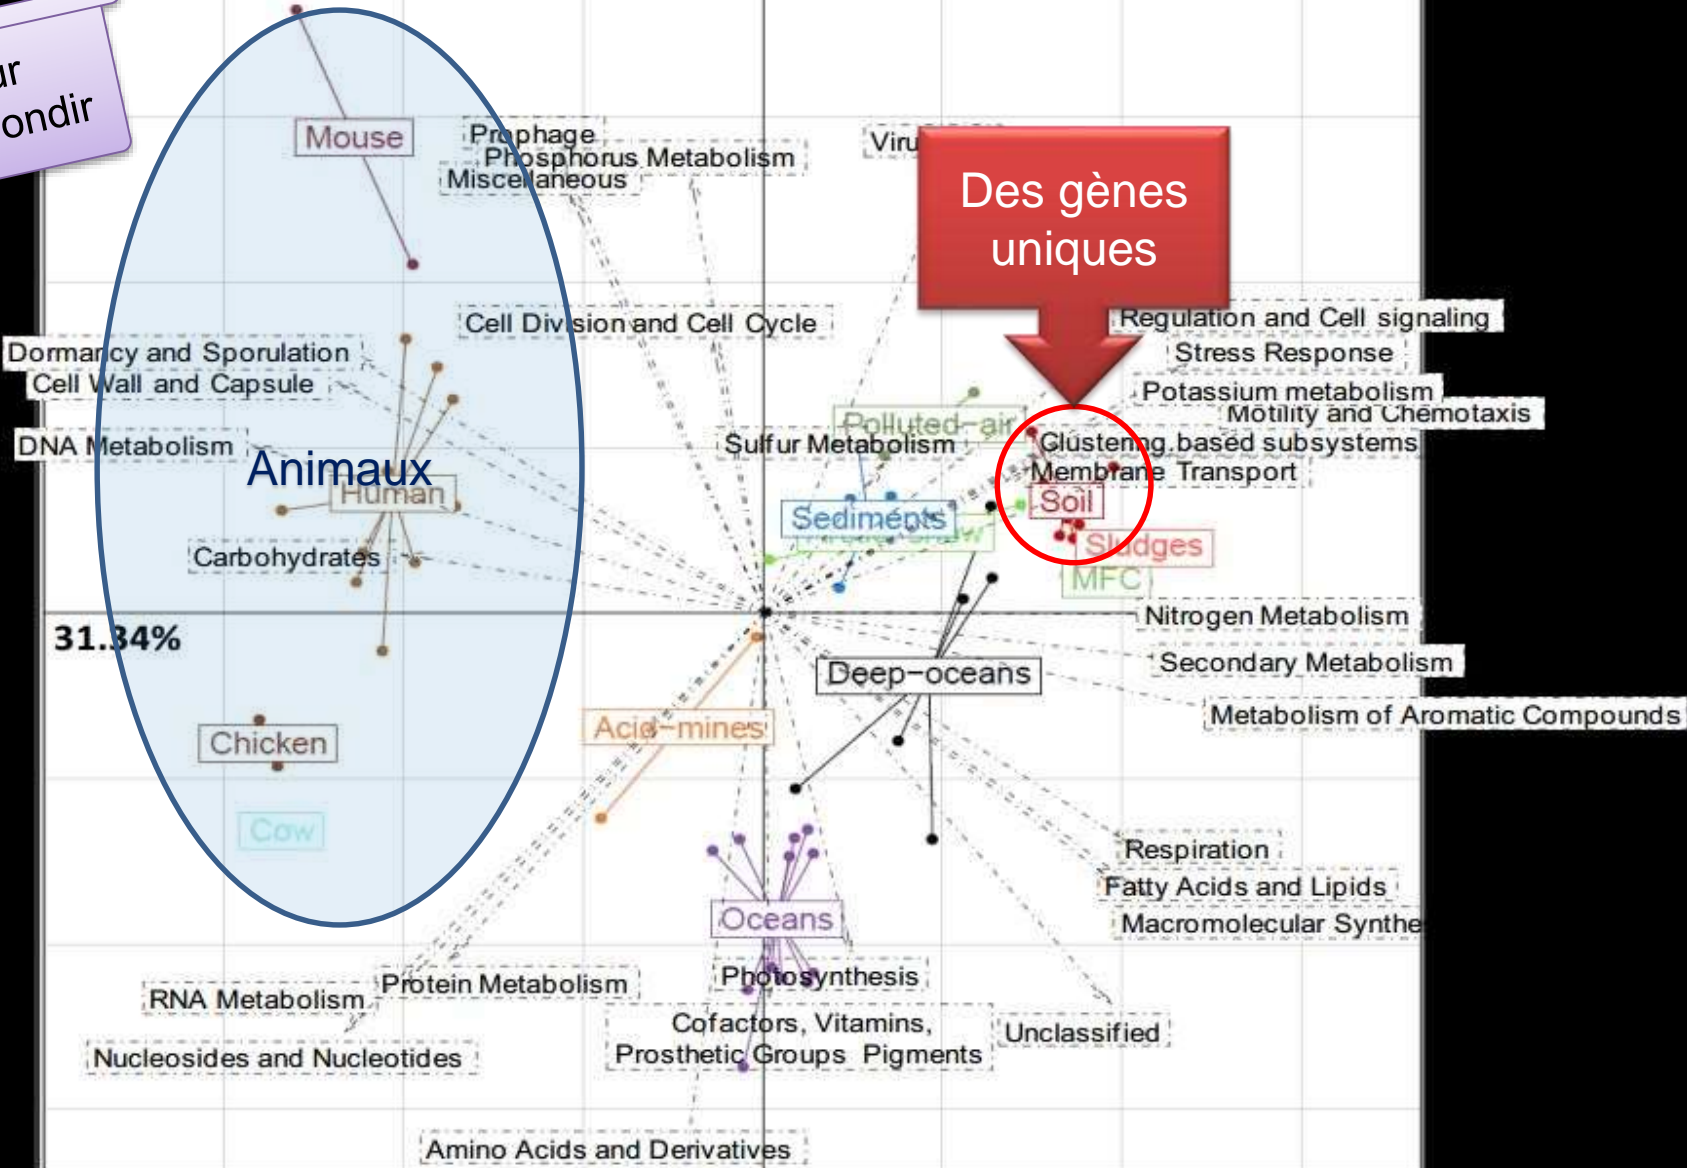 ondir
Mouse
Prophage
Phosphorus Metabolism
Miscellaneous
Des gènes
uniques
Cell Division and Cell Cycle
Regulation and Cell signaling
Dormancy and Sporulation
Stress Response
Cell Wall and Capsule
Potassium metabolism
Motility and Chemotaxis
Polluted-air
DNA Metabolism
Sulfur Metabolism
Clustering based subsystems
Animaux
Membrane Transport
Human
Soil
Sediments
Sludges
Carbohydrates
MFC
Nitrogen Metabolism
31.34%
Secondary Metabolism
Deep-oceans
Metabolism of Aromatic Compounds
Acid-mines
Chicken
Cow
Respiration
Fatty Acids and Lipids
Oceans
Macromolecular Synthe
Photosynthesis
Protein Metabolism
RNA Metabolism
Cofactors, Vitamins,
Prosthetic Groups Pigments
Unclassified
Nucleosides and Nucleotides
Amino Acids and Derivatives